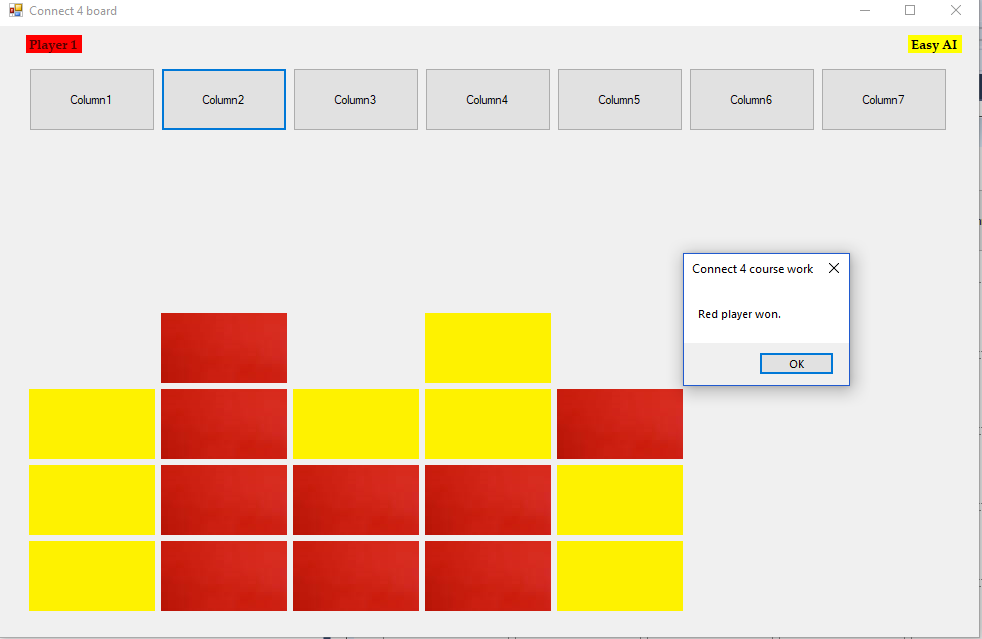 Connect 4 board
Player 1
Easy AI
Column1
Column2
Column3
Column4
Column5
Column6
Column7
Connect 4 course work
Red player won.
OK